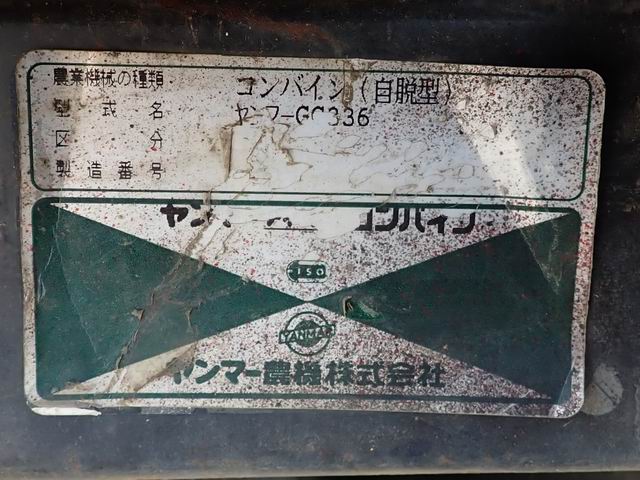 農業機械の種類 コンバイン(自脱型)
型式名 ヤンマーGC336
区分
製造番号
コンバイン
ISO
YANMAR
ヤンマー農機株式会社